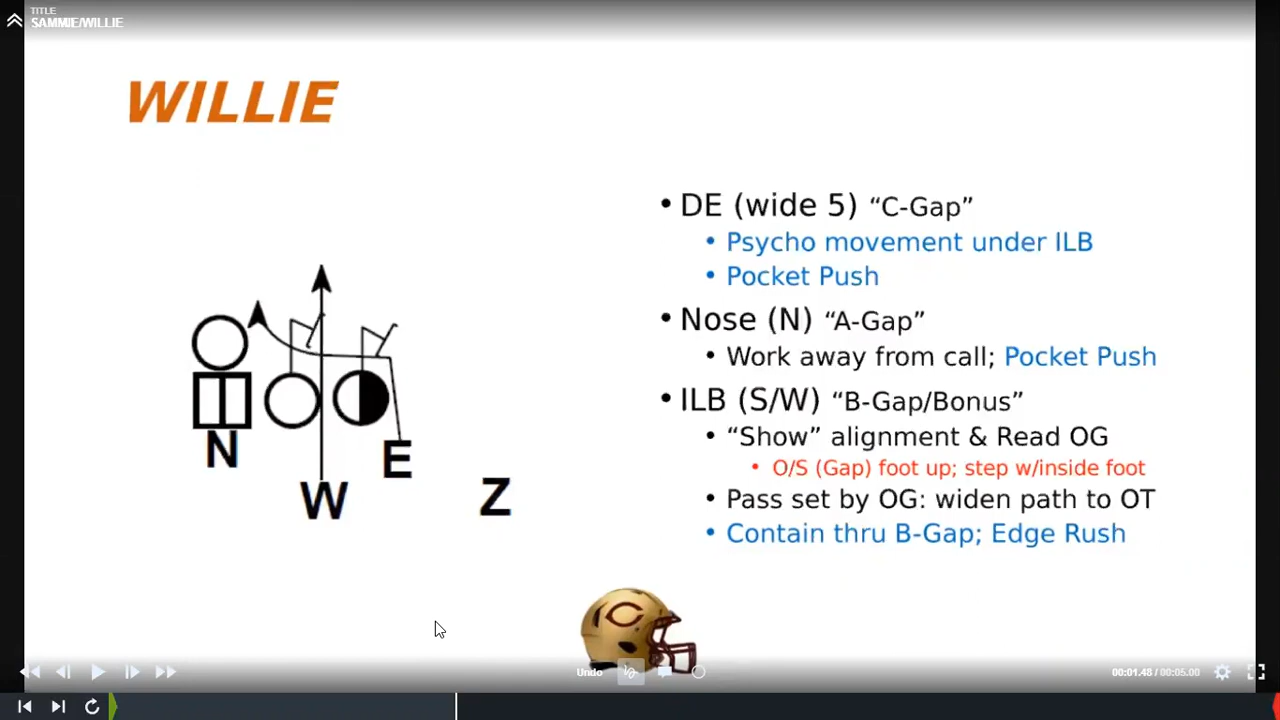 TITLE
SAMMIE/WILLIE
WILLIE
• DE (wide 5) “C-Gap”
• Psycho movement under ILB
• Pocket Push
• Nose (N) “A-Gap”
• Work away from call; Pocket Push
• ILB (S/W) “B-Gap/Bonus”
• “Show” alignment & Read OG
• O/S (Gap) foot up; step w/inside foot
• Pass set by OG: widen path to OT
• Contain thru B-Gap; Edge Rush
N
E
W
Z
C
Undo
00:01.48 / 00:05.00